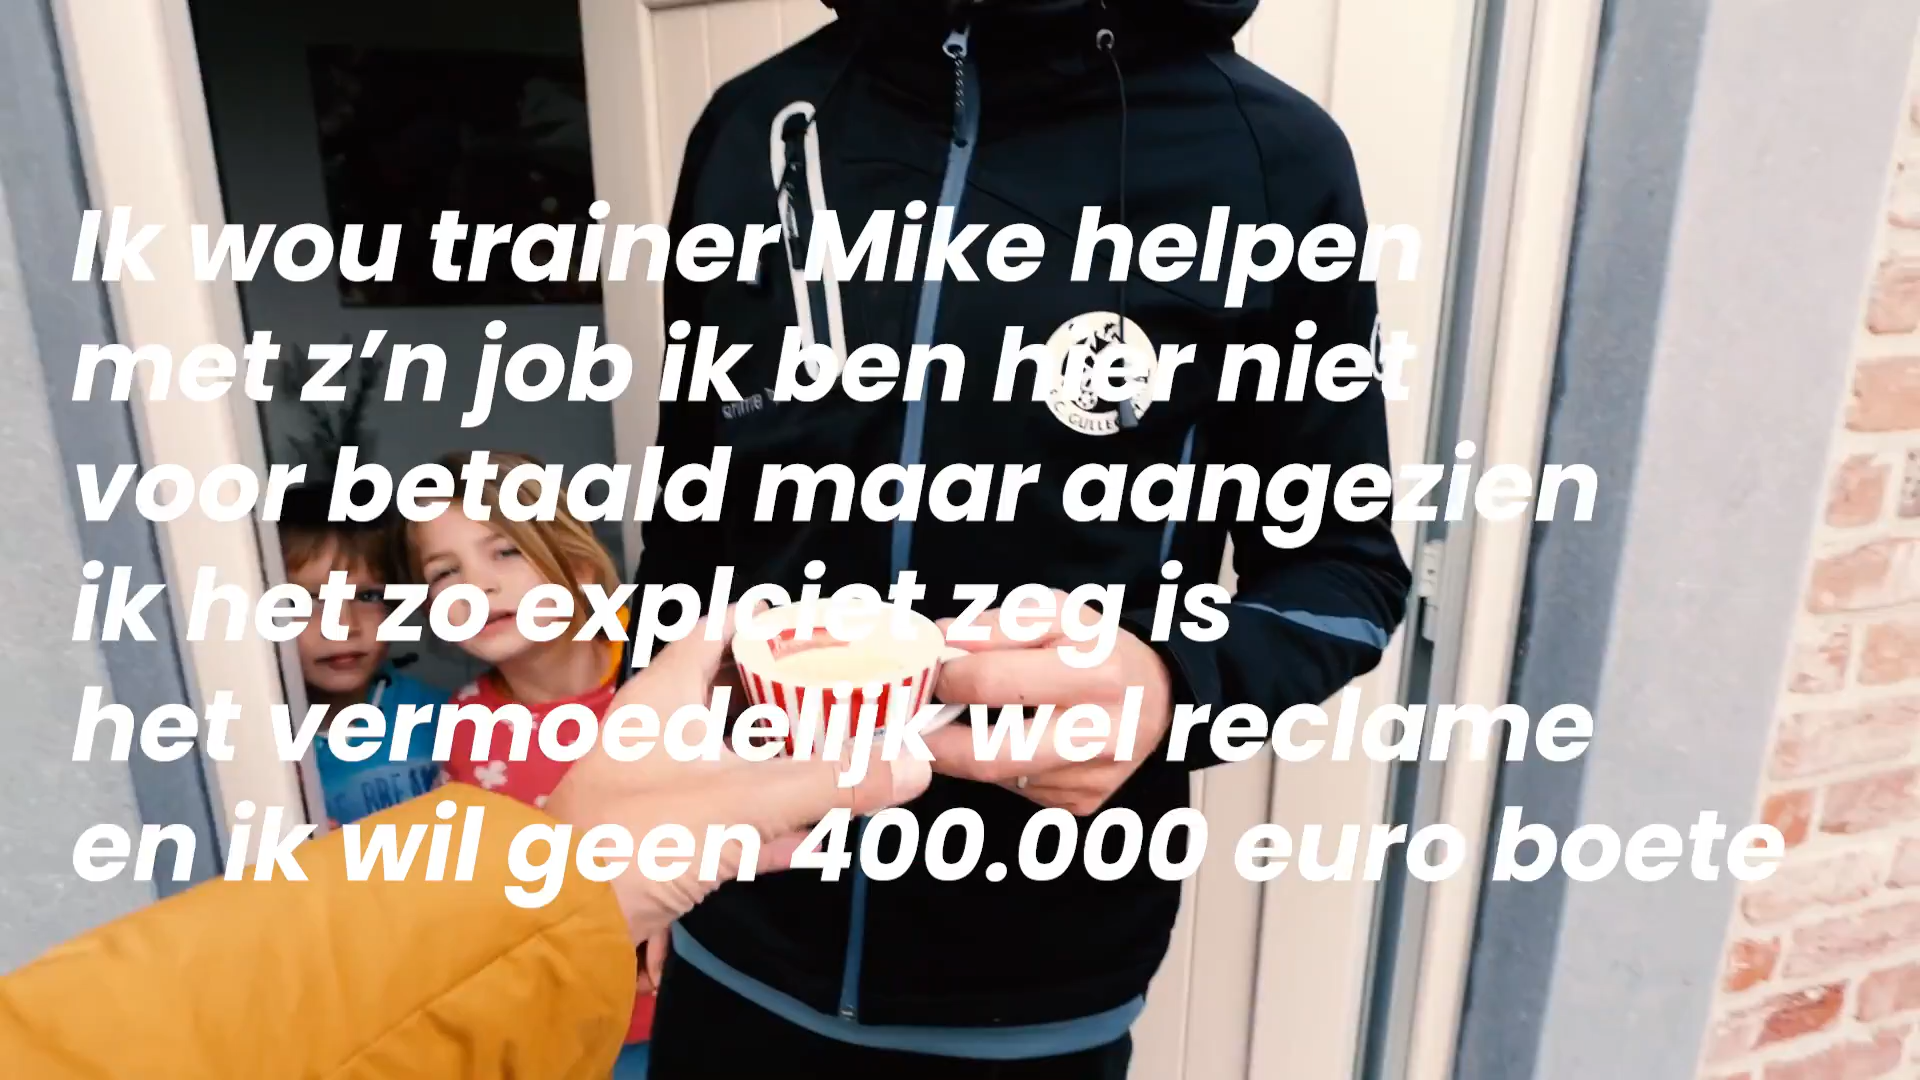 Ik wou trainer Mike helpen
met z’n job ik ben hier niet
voor betaald maar aangezien
ik het zo explciet zeg is
het vermoedelijk wel reclame
en ik wil geen 400.000 euro boete